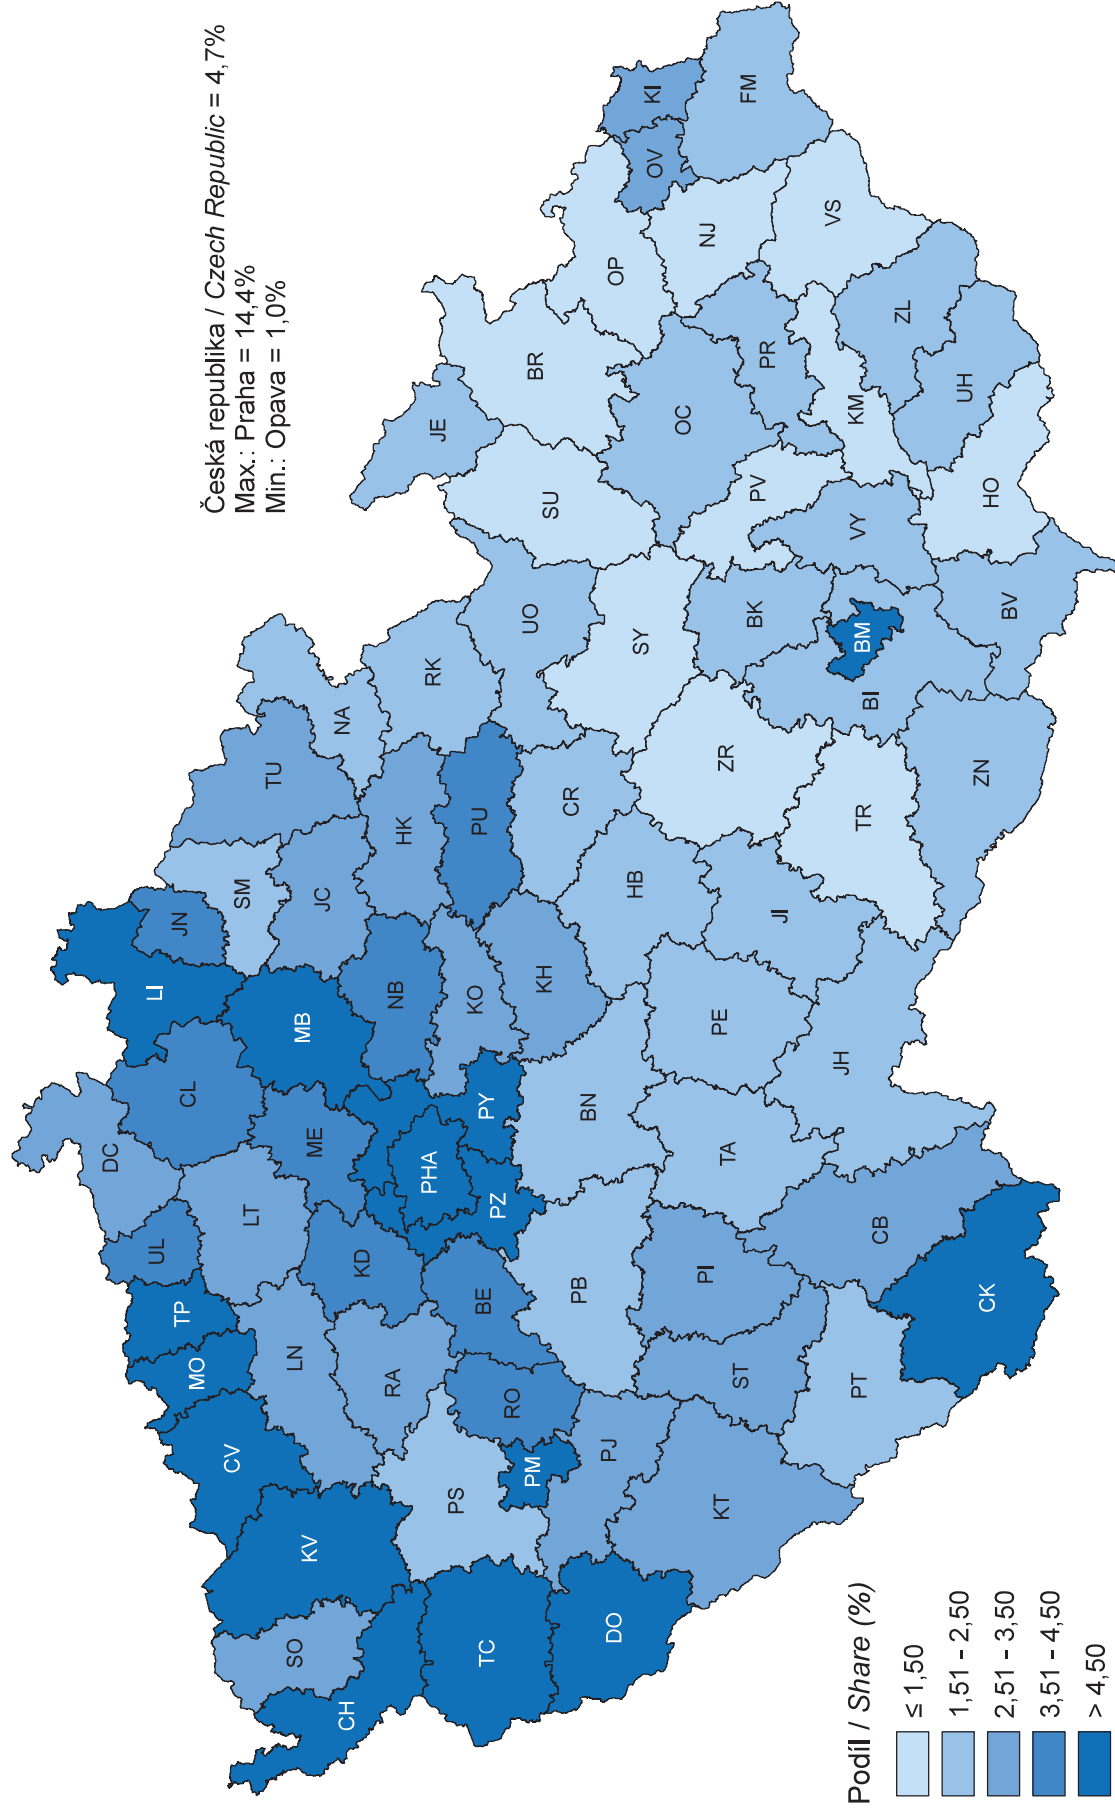 Česká republika / Czech Republic = 4,7%
Max.: Praha = 14,4%
Min.: Opava = 1,0%
DC
LI
JN
UL
CL
SM
TU
TP
MO
LT
MB
JC
NA
CV
LN
ME
NB
HK
RK
JE
KV
KD
KO
PU
SO
RA
PHA
PY
KH
UO
SU
BR
CH
BE
PZ
CR
OP
OV
KI
PS
RO
BN
HB
SY
OC
NJ
FM
TC
PM
PB
PE
ZR
BK
PV
PR
VS
DO
PJ
PI
TA
JI
TR
BM
VY
KM
ZL
KT
ST
JH
BI
UH
PT
CB
ZN
BV
HO
CK
Podíl / Share (%)
≤ 1,50
1,51 – 2,50
2,51 – 3,50
3,51 – 4,50
> 4,50